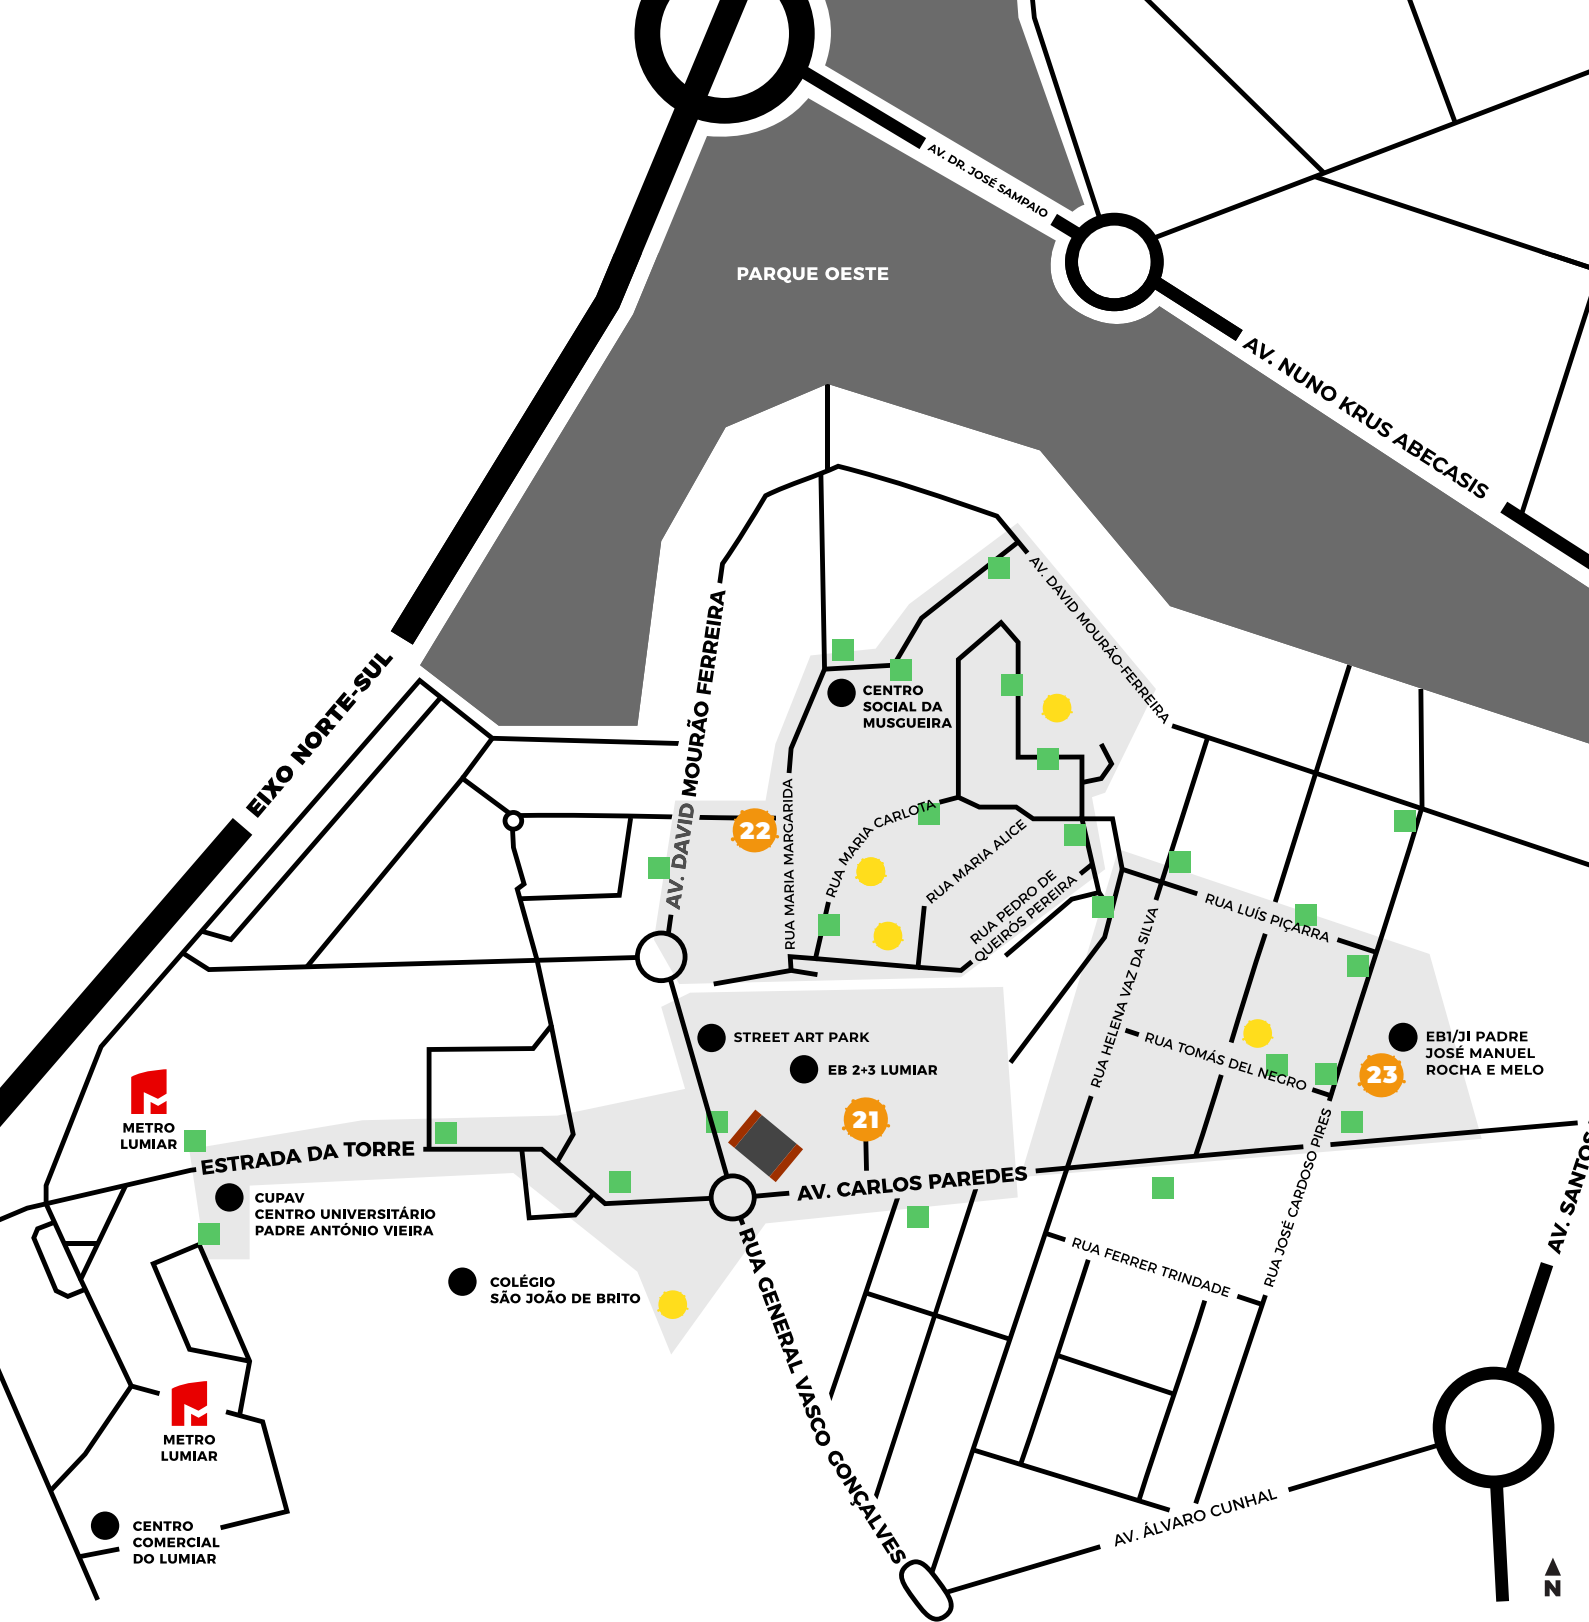 AV. DR. JOSÉ SAMPAIO
PARQUE OESTE
AV. NUNO KRUS ABECASIS
EIXO NORTE-SUL
AV. DAVID MOURÃO FERREIRA
AV. DAVID MOURÃO-FERREIRA
CENTRO
SOCIAL DA
MUSGUEIRA
22
RUA MARIA MARGARIDA
RUA MARIA CARLOTA
RUA MARIA ALICE
RUA PEDRO DE
QUEIRÓS PEREIRA
RUA LUÍS PIÇARRA
RUA HELENA VAZ DA SILVA
RUA TOMÁS DEL NEGRO
STREET ART PARK
EB 2+3 LUMIAR
21
23
EB1/JI PADRE
JOSÉ MANUEL
ROCHA E MELO
METRO
LUMIAR
ESTRADA DA TORRE
AV. CARLOS PAREDES
CUPAV
CENTRO UNIVERSITÁRIO
PADRE ANTÓNIO VIEIRA
COLÉGIO
SÃO JOÃO DE BRITO
RUA GENERAL VASCO GONÇALVES
RUA FERRER TRINDADE
RUA JOSÉ CARDOSO PIRES
AV. SANTOS
METRO
LUMIAR
CENTRO
COMERCIAL
DO LUMIAR
AV. ÁLVARO CUNHAL
N